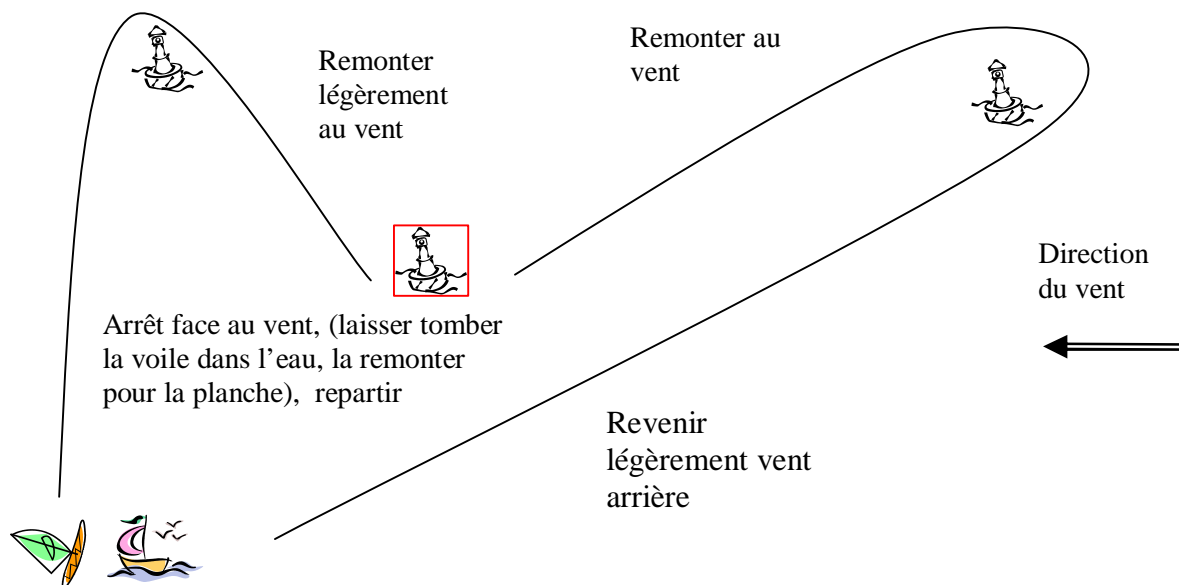 Remonter
légèrement
au vent
Remonter au
vent
Direction
du vent
Arrêt face au vent, (laisser tomber
la voile dans l'eau, la remonter
pour la planche),  repartir
Revenir
légèrement vent
arrière